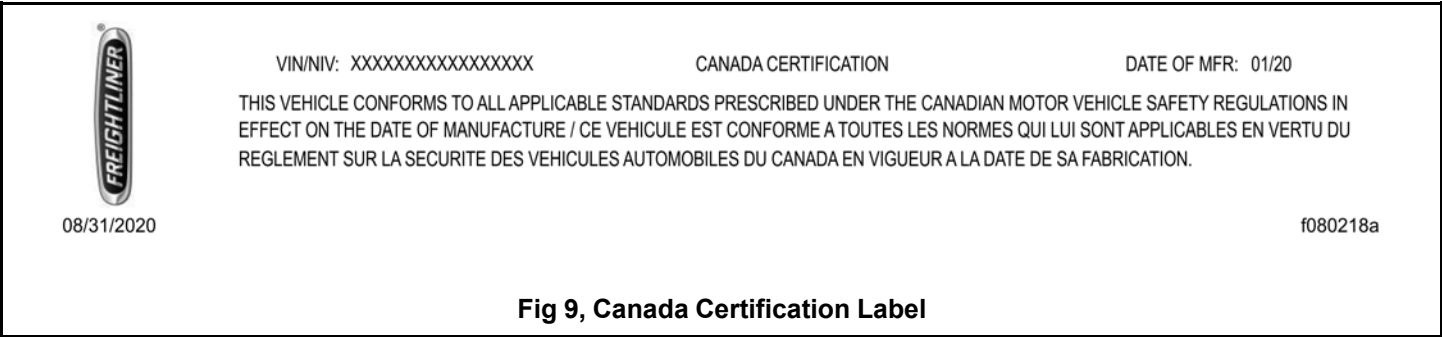 FREIGHTLINER
®
VIN/NIV: XXXXXXXXXXXXXXXXX CANADA CERTIFICATION DATE OF MFR: 01/20
THIS VEHICLE CONFORMS TO ALL APPLICABLE STANDARDS PRESCRIBED UNDER THE CANADIAN MOTOR VEHICLE SAFETY REGULATIONS IN
EFFECT ON THE DATE OF MANUFACTURE / CE VEHICULE EST CONFORME A TOUTES LES NORMES QUI LUI SONT APPLICABLES EN VERTU DU
REGLEMENT SUR LA SECURITE DES VEHICULES AUTOMOBILES DU CANADA EN VIGUEUR A LA DATE DE SA FABRICATION.
08/31/2020 f080218a
Fig 9, Canada Certification Label